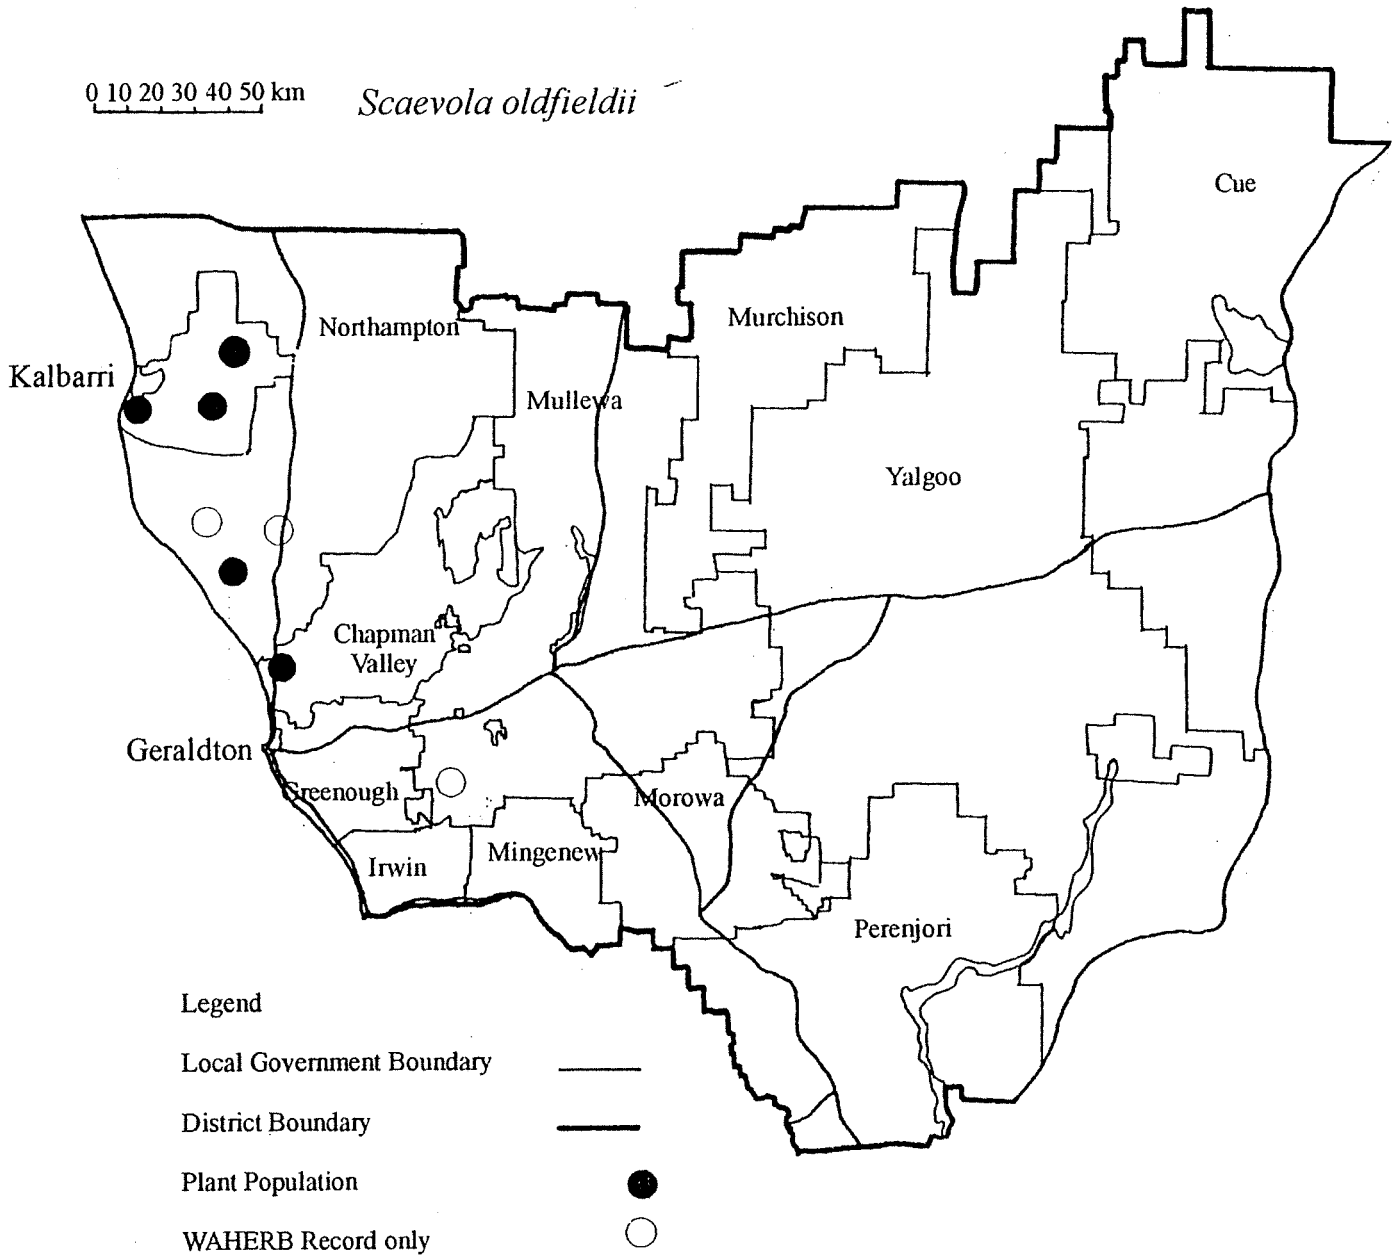 0 10 20 30 40 50 km
Scaevola oldfieldii
Cue
Northampton
Murchison
Kalbarri
Mullewa
Yalgoo
Chapman
Valley
Geraldton
Greenough
Morowa
Irwin
Mingenew
Perenjori
Legend
Local Government Boundary
District Boundary
Plant Population
WAHERB Record only